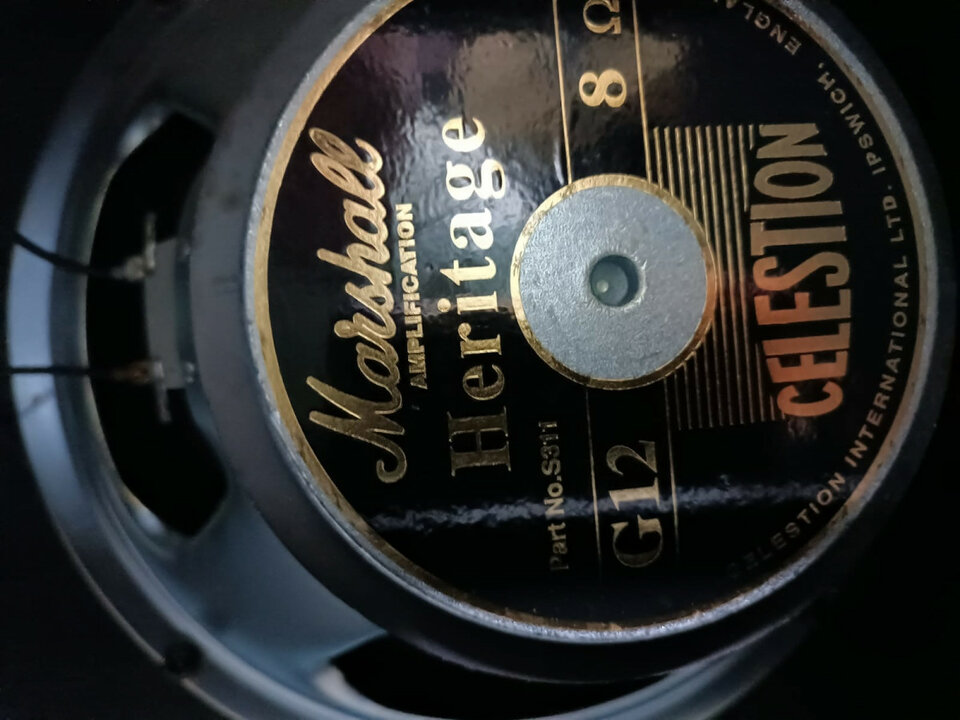 Marshall
AMPLIFICATION
Heritage
Part No.S311
G12 8 Ω
CELESTION
CELESTION INTERNATIONAL LTD. IPSWICH, ENGLAND